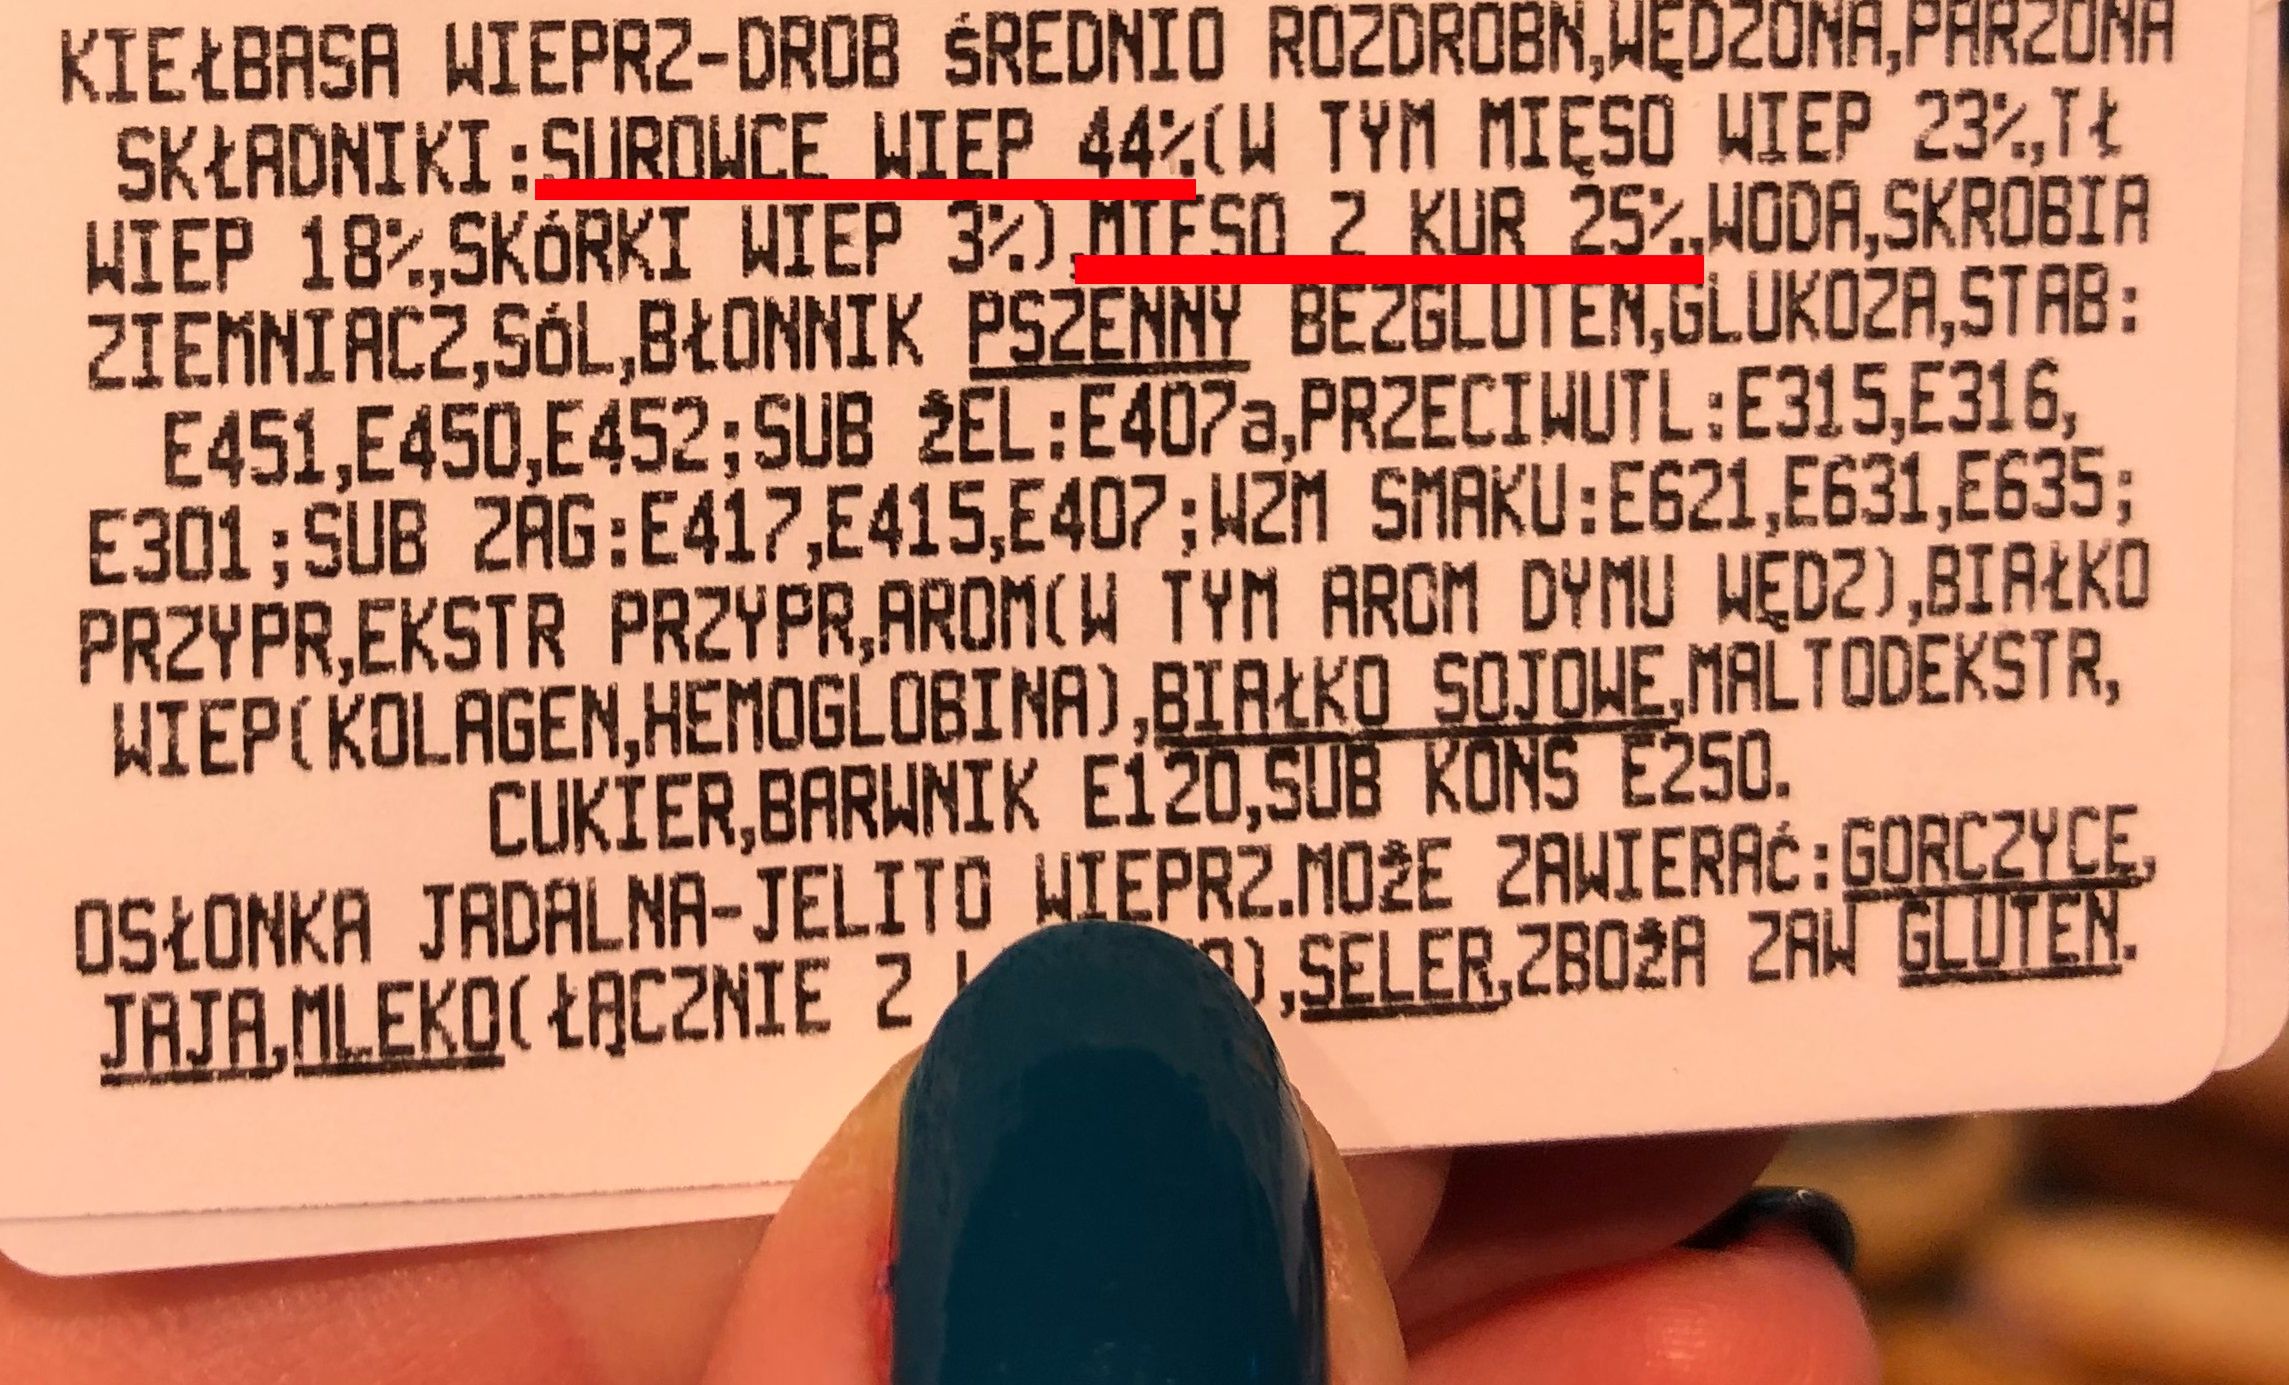 KIEŁBASA WIEPRZ-DROB ŚREDNIO ROZDROBN,WĘDZONA,PARZONA
SKŁADNIKI:SUROWCE WIEP 44%(W TYM MIĘSO WIEP 23%,TŁ
WIEP 18%,SKÓRKI WIEP 3%),MIĘSO Z KUR 25%,WODA,SKROBIA
ZIEMNIACZ,SÓL,BŁONNIK PSZENNY BEZGLUTEN,GLUKOZA,STAB:
E451,E450,E452;SUB ŻEL:E407a,PRZECIWUTL:E315,E316,
E301;SUB ZAG:E417,E415,E407;WZM SMAKU:E621,E631,E635;
PRZYPR,EKSTR PRZYPR,AROM(W TYM AROM DYMU WĘDZ),BIAŁKO
WIEP(KOLAGEN,HEMOGLOBINA),BIAŁKO SOJOWE,MALTODEKSTR,
CUKIER,BARWNIK E120,SUB KONS E250.
OSŁONKA JADALNA-JELITO WIEPRZ.MOŻE ZAWIERAĆ:GORCZYCĘ,
JAJA,MLEKO(ŁĄCZNIE Z ),SELER,ZBOŻA ZAW GLUTEN.